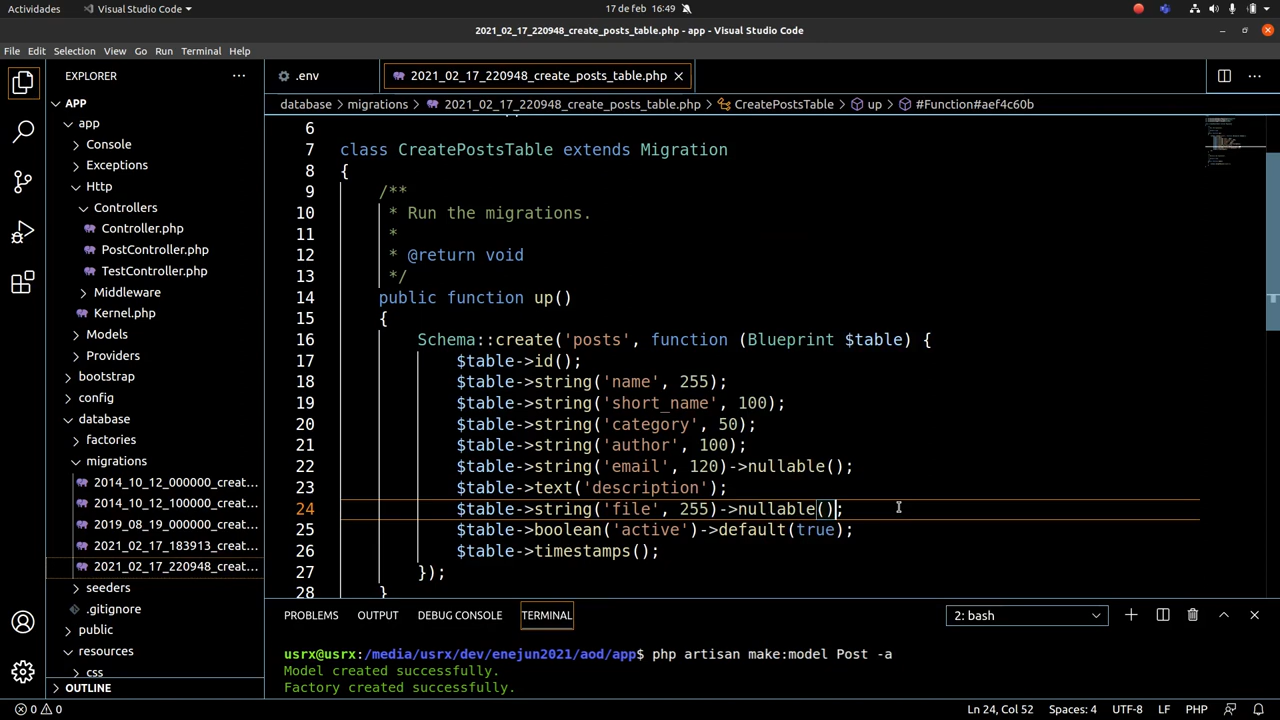 Actividades
Visual Studio Code
17 de feb 16:49
2021_02_17_220948_create_posts_table.php - app - Visual Studio Code
File Edit Selection View Go Run Terminal Help
EXPLORER
APP
app
Console
Exceptions
Http
Controllers
Controller.php
PostController.php
TestController.php
Middleware
Kernel.php
Models
Providers
bootstrap
config
database
factories
migrations
2014_10_12_000000_creat...
2014_10_12_100000_creat...
2019_08_19_000000_creat...
2021_02_17_183913_creat...
2021_02_17_220948_creat...
seeders
.gitignore
public
resources
css
OUTLINE
.env
2021_02_17_220948_create_posts_table.php
database > migrations > 2021_02_17_220948_create_posts_table.php > CreatePostsTable > up > #Function#aef4c60b
6
7 class CreatePostsTable extends Migration
8 {
9 /**
10 * Run the migrations.
11 *
12 * @return void
13 */
14 public function up()
15 {
16 Schema::create('posts', function (Blueprint $table) {
17 $table->id();
18 $table->string('name', 255);
19 $table->string('short_name', 100);
20 $table->string('category', 50);
21 $table->string('author', 100);
22 $table->string('email', 120)->nullable();
23 $table->text('description');
24 $table->string('file', 255)->nullable();
25 $table->boolean('active')->default(true);
26 $table->timestamps();
27 });
28 }
PROBLEMS OUTPUT DEBUG CONSOLE TERMINAL
2: bash
usrx@usrx:/media/usrx/dev/enejun2021/aod/app$ php artisan make:model Post -a
Model created successfully.
Factory created successfully.
0 0
Ln 24, Col 52 Spaces: 4 UTF-8 LF PHP